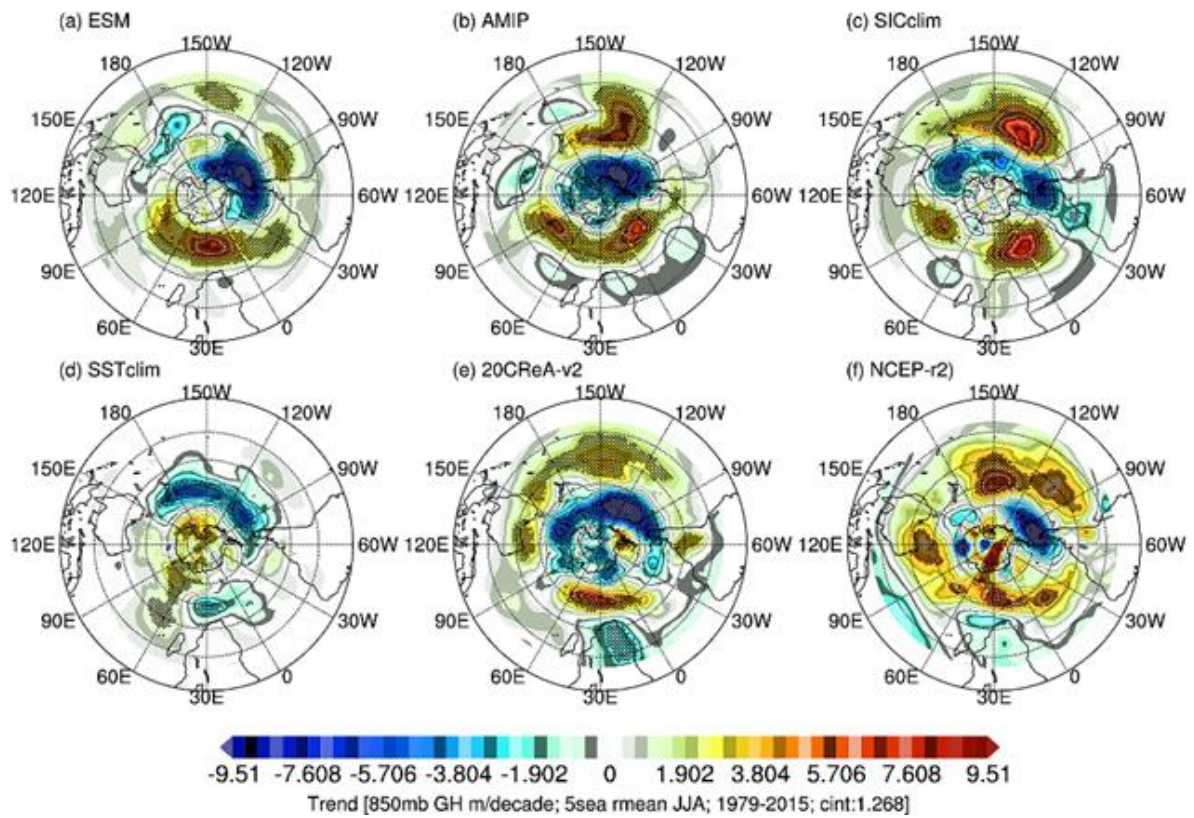 (a) ESM (b) AMIP (c) SICclim
150W 150W 150W
180 120W 180 120W 180 120W
150E 90W 150E 90W 150E 90W
120E 60W 120E 60W 120E 60W
90E 30W 90E 30W 90E 30W
60E 0 60E 0 60E 0
30E 30E 30E
(d) SSTclim (e) 20CReA-v2 (f) NCEP-r2)
150W 150W 150W
180 120W 180 120W 180 120W
150E 90W 150E 90W 150E 90W
120E 60W 120E 60W 120E 60W
90E 30W 90E 30W 90E 30W
60E 0 60E 0 60E 0
30E 30E 30E
-9.51 -7.608 -5.706 -3.804 -1.902 0 1.902 3.804 5.706 7.608 9.51
Trend [850mb GH m/decade; 5sea rmean JJA; 1979-2015; cint:1.268]